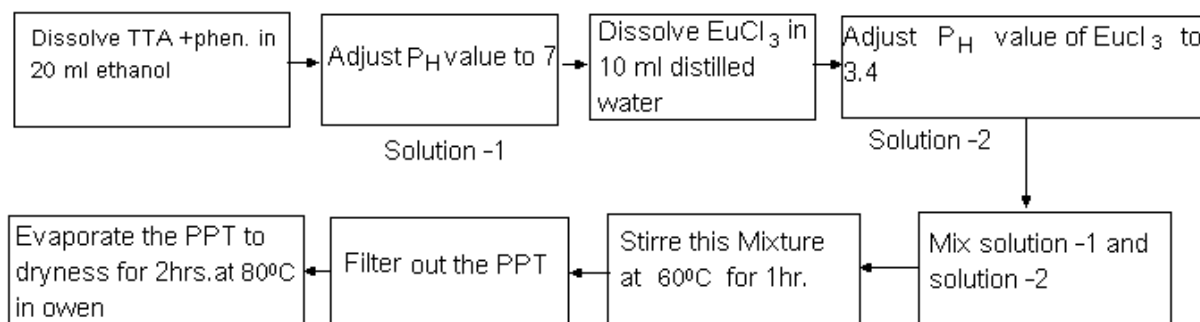 Dissolve TTA +phen. in
20 ml ethanol
Adjust PH value to 7
Solution -1
Dissolve EuCl3 in
10 ml distilled
water
Adjust PH value of Eucl3 to
3.4
Solution -2
Mix solution -1 and
solution -2
Stirre this Mixture
at 60⁰C for 1hr.
Filter out the PPT
Evaporate the PPT to
dryness for 2hrs.at 80⁰C
in owen